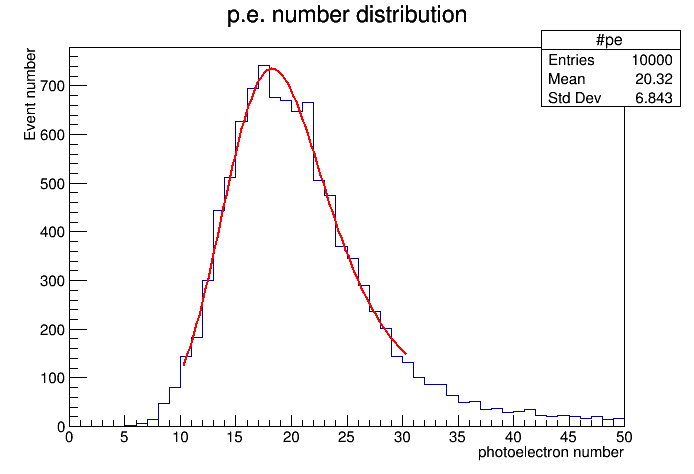 p.e. number distribution
#pe
Entries 10000
Mean 20.32
Std Dev 6.843
Event number
700
600
500
400
300
200
100
0
0 5 10 15 20 25 30 35 40 45 50
photoelectron number